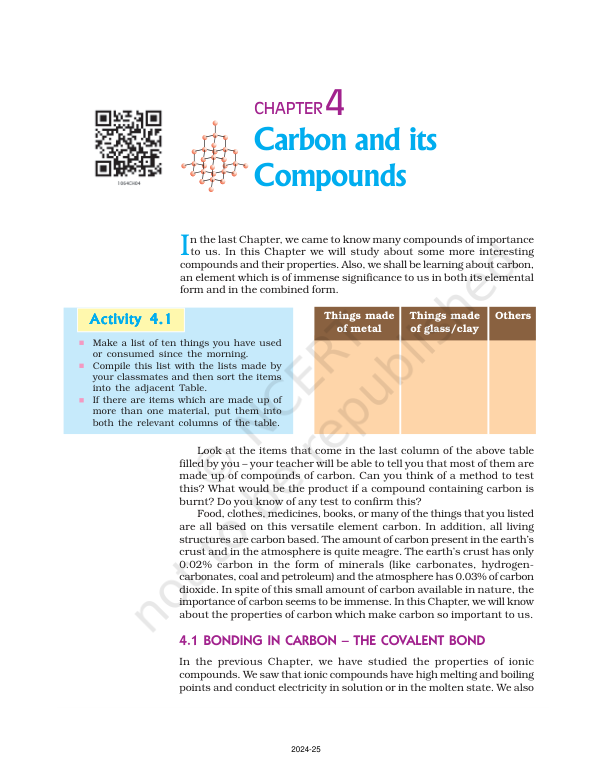 CHAPTER 4
Carbon and its
Compounds
1064CH04
In the last Chapter, we came to know many compounds of importance
to us. In this Chapter we will study about some more interesting
compounds and their properties. Also, we shall be learning about carbon,
an element which is of immense significance to us in both its elemental
form and in the combined form.
Activity 4.1
■ Make a list of ten things you have used
or consumed since the morning.
■ Compile this list with the lists made by
your classmates and then sort the items
into the adjacent Table.
■ If there are items which are made up of
more than one material, put them into
both the relevant columns of the table.
Things made Things made Others
of metal of glass/clay
Look at the items that come in the last column of the above table
filled by you – your teacher will be able to tell you that most of them are
made up of compounds of carbon. Can you think of a method to test
this? What would be the product if a compound containing carbon is
burnt? Do you know of any test to confirm this?
Food, clothes, medicines, books, or many of the things that you listed
are all based on this versatile element carbon. In addition, all living
structures are carbon based. The amount of carbon present in the earth's
crust and in the atmosphere is quite meagre. The earth's crust has only
0.02% carbon in the form of minerals (like carbonates, hydrogen-
carbonates, coal and petroleum) and the atmosphere has 0.03% of carbon
dioxide. In spite of this small amount of carbon available in nature, the
importance of carbon seems to be immense. In this Chapter, we will know
about the properties of carbon which make carbon so important to us.
4.1 BONDING IN CARBON – THE COVALENT BOND
In the previous Chapter, we have studied the properties of ionic
compounds. We saw that ionic compounds have high melting and boiling
points and conduct electricity in solution or in the molten state. We also
© NCERT
not to be republished
2024-25